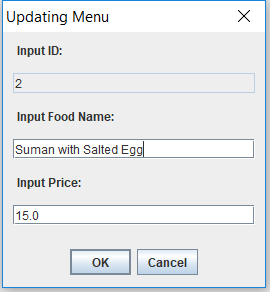 Updating Menu
Input ID:
2
Input Food Name:
Suman with Salted Egg
Input Price:
15.0
OK Cancel